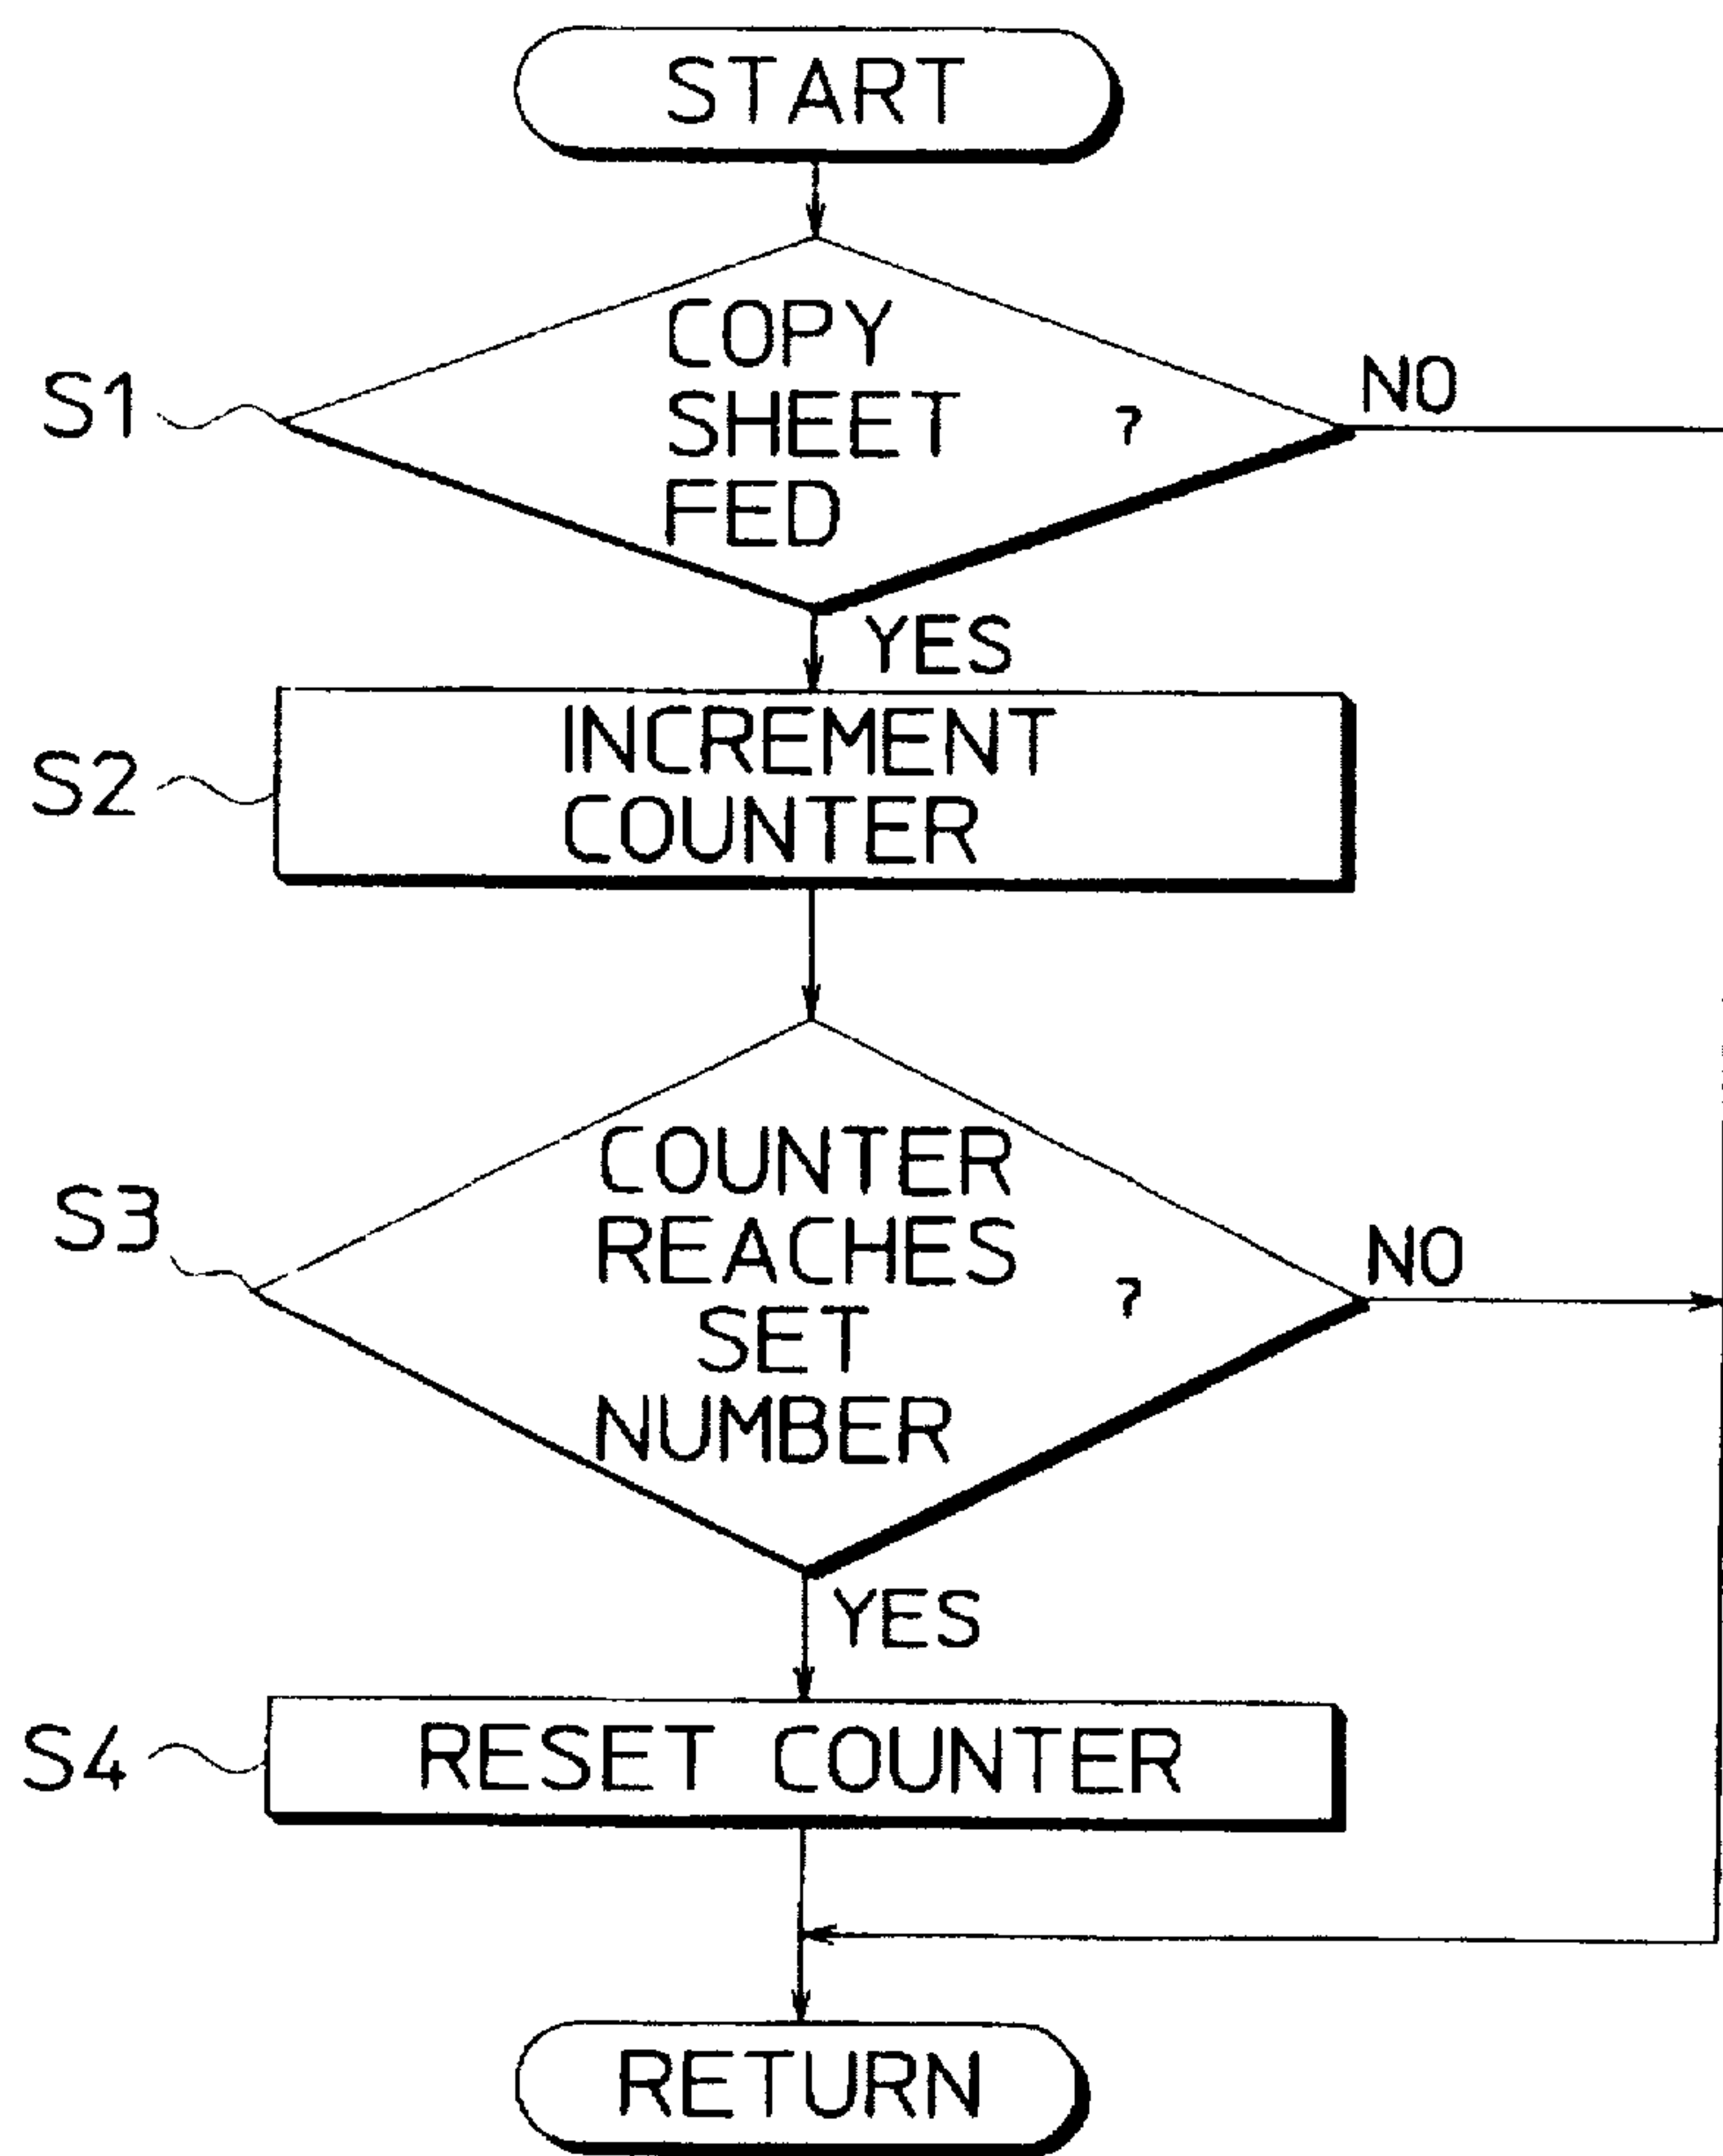 START
S1
COPY
SHEET ?
FED
NO
YES
S2
INCREMENT
COUNTER
S3
COUNTER
REACHES
SET ?
NUMBER
NO
YES
S4
RESET COUNTER
RETURN